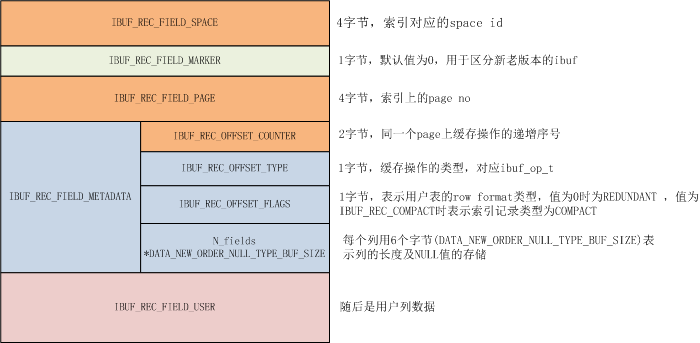 IBUF_REC_FIELD_SPACE
4字节，索引对应的space id
IBUF_REC_FIELD_MARKER
1字节，默认值为0，用于区分新老版本的ibuf
IBUF_REC_FIELD_PAGE
4字节，索引上的page no
IBUF_REC_FIELD_METADATA
IBUF_REC_OFFSET_COUNTER
2字节，同一个page上缓存操作的递增序号
IBUF_REC_OFFSET_TYPE
1字节，缓存操作的类型，对应ibuf_op_t
IBUF_REC_OFFSET_FLAGS
1字节，表示用户表的row format类型，值为0时为REDUNDANT ，值为
IBUF_REC_COMPACT时表示索引记录类型为COMPACT
N_fields
*DATA_NEW_ORDER_NULL_TYPE_BUF_SIZE
每个列用6个字节(DATA_NEW_ORDER_NULL_TYPE_BUF_SIZE)表
示列的长度及NULL值的存储
IBUF_REC_FIELD_USER
随后是用户列数据